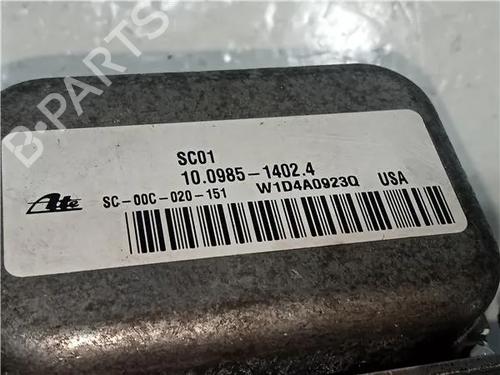 B-PARTS
SC01
10.0985-1402.4
Ate SC-00C-020-151 W1D4A0923Q USA